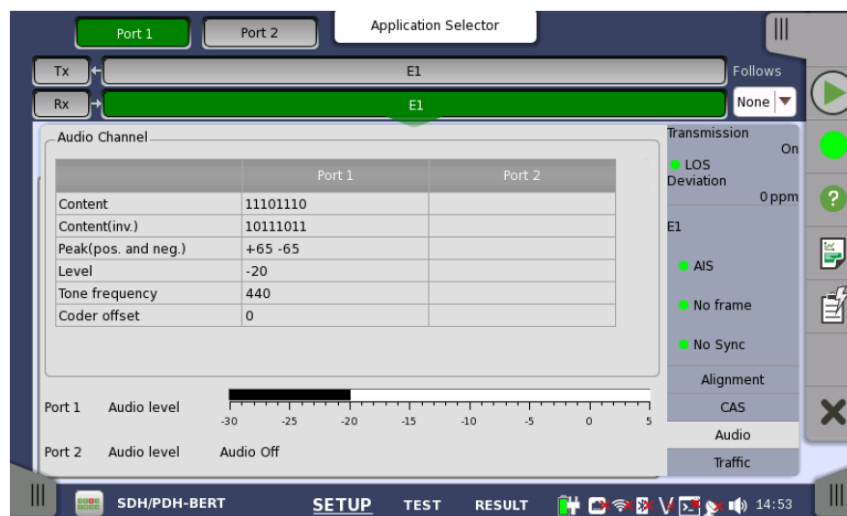 Port 1 Port 2 Application Selector
Tx E1 Follows
Rx E1 None
Audio Channel
Port 1 Port 2
Content 11101110
Content(inv.) 10111011
Peak(pos. and neg.) +65 -65
Level -20
Tone frequency 440
Coder offset 0
Transmission
On
LOS
Deviation
0 ppm
E1
AIS
No frame
No Sync
Alignment
CAS
Audio
Traffic
Port 1 Audio level
-30 -25 -20 -15 -10 -5 0 5
Port 2 Audio level Audio Off
SDH/PDH-BERT SETUP TEST RESULT 14:53